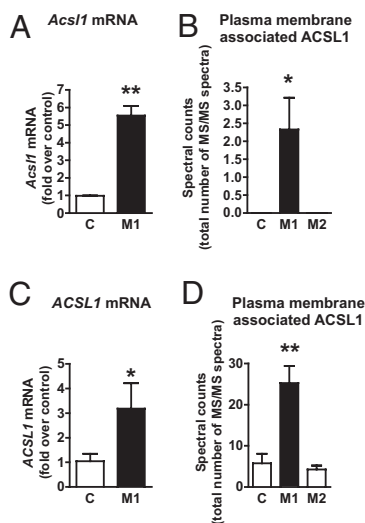 A
Acsl1 mRNA
Acsl1 mRNA
(fold over control)
7
6
5
4
3
2
1
0
**
C M1
B
Plasma membrane
associated ACSL1
Spectral counts
(total number of MS/MS spectra)
3.5
3.0
2.5
2.0
1.5
1.0
0.5
0.0
*
C M1 M2
C
ACSL1 mRNA
ACSL1 mRNA
(fold over control)
5
4
3
2
1
0
*
C M1
D
Plasma membrane
associated ACSL1
Spectral counts
(total number of MS/MS spectra)
30
20
10
0
**
C M1 M2